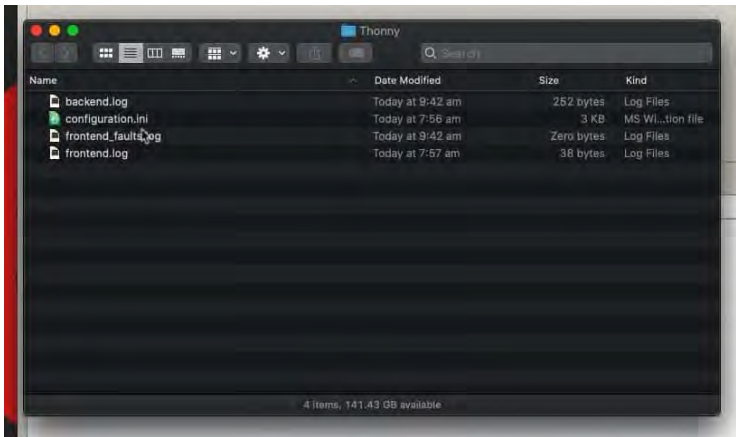 Thonny
Search
Name Date Modified Size Kind
backend.log Today at 9:42 am 252 bytes Log Files
configuration.ini Today at 7:56 am 3 KB MS Wi...tion file
frontend_faults.log Today at 9:42 am Zero bytes Log Files
frontend.log Today at 7:57 am 38 bytes Log Files
4 items, 141.43 GB available